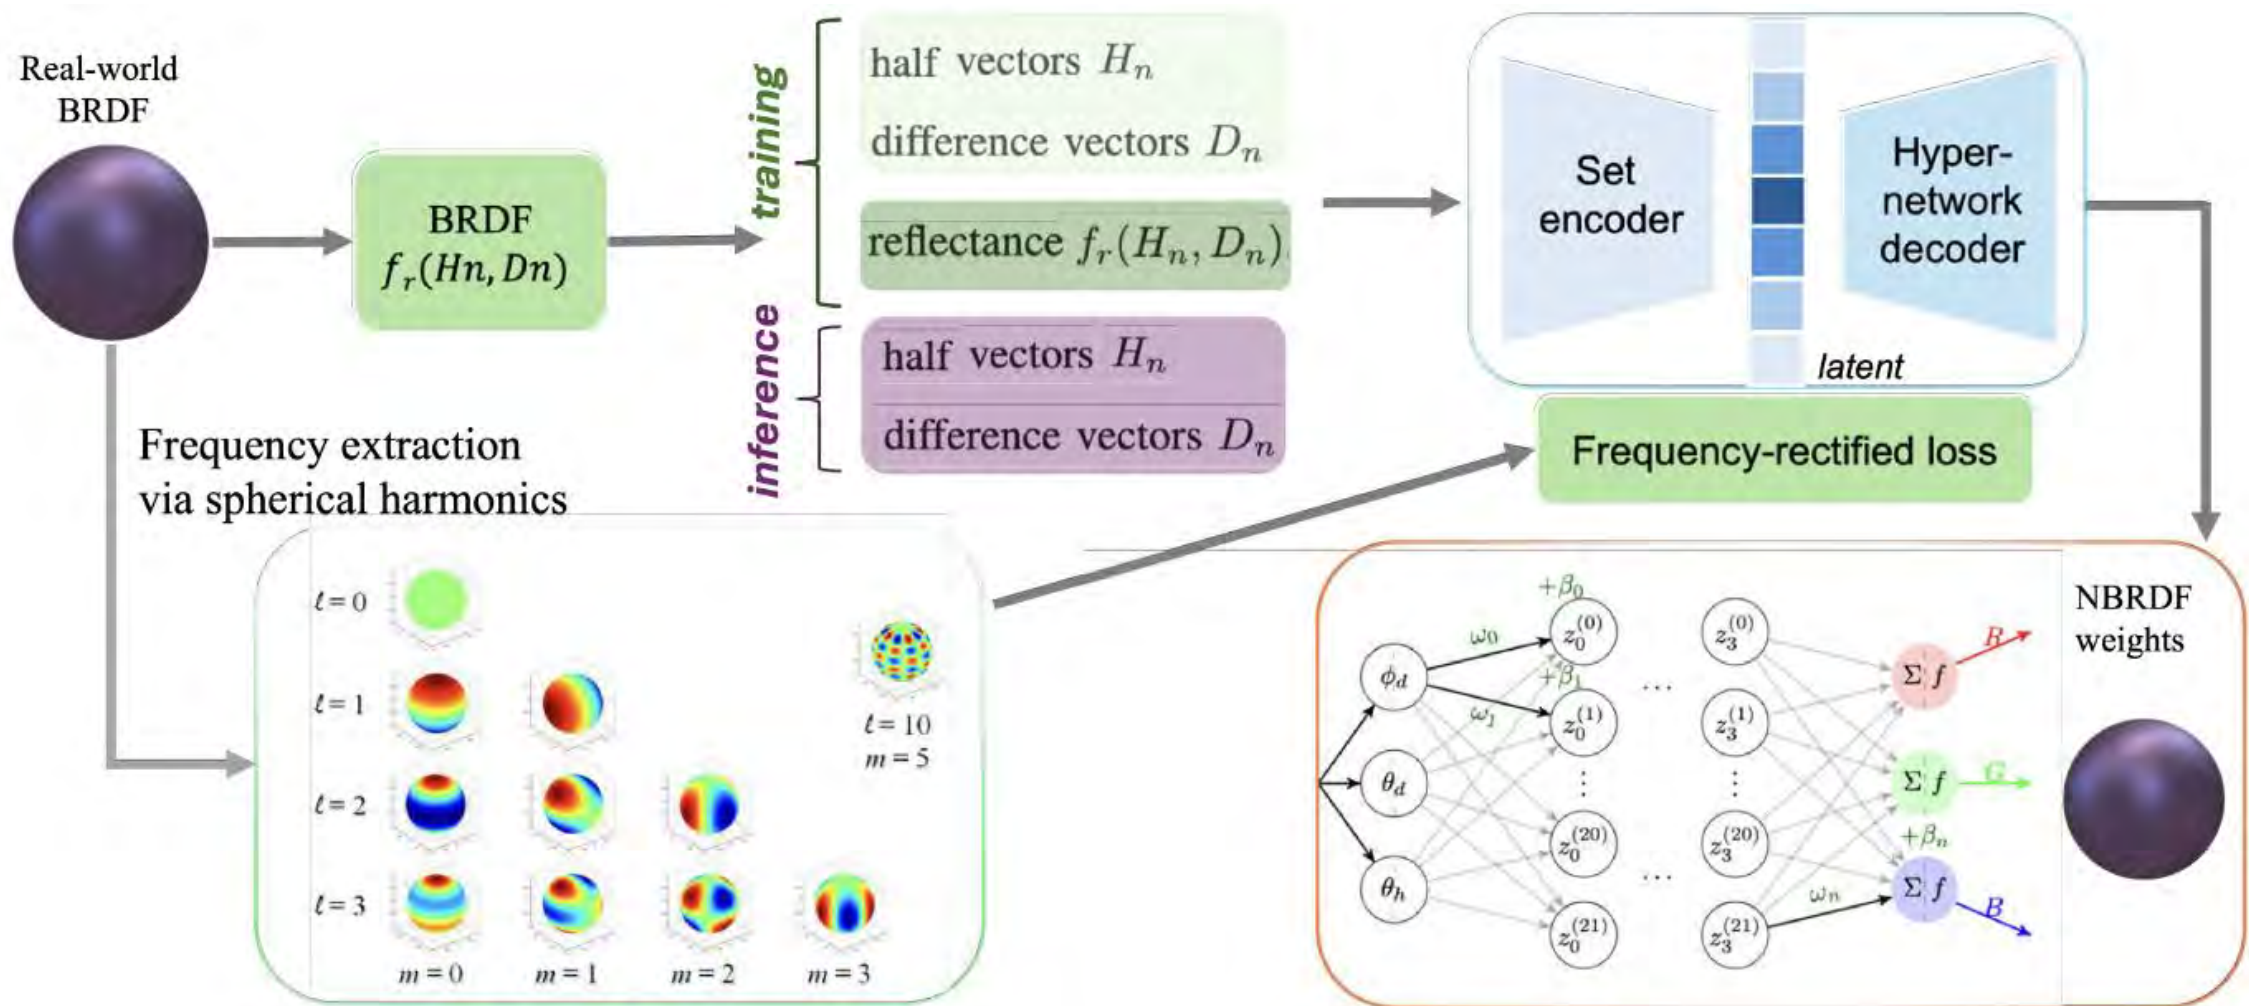 Real-world
BRDF
BRDF
f_r(Hn, Dn)
training
half vectors H_n
difference vectors D_n
reflectance f_r(H_n, D_n).
inference
half vectors H_n
difference vectors D_n
Set
encoder
latent
Hyper-
network
decoder
Frequency-rectified loss
Frequency extraction
via spherical harmonics
ℓ = 0
ℓ = 1
ℓ = 2
ℓ = 3
m = 0
m = 1
m = 2
m = 3
ℓ = 10
m = 5
ϕ_d
θ_d
θ_h
+β_0
ω_0
z_0^{(0)}
+β_1
ω_1
z_0^{(1)}
⋮
z_0^{(20)}
z_0^{(21)}
...
...
z_3^{(0)}
z_3^{(1)}
⋮
z_3^{(20)}
z_3^{(21)}
ω_n
Σ f
R
Σ f
G
+β_n
Σ f
B
NBRDF
weights